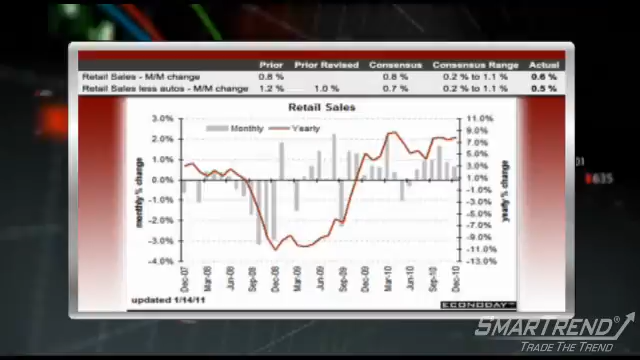 Prior Prior Revised Consensus Consensus Range Actual
Retail Sales - M/M change 0.8 % 0.8 % 0.2 % to 1.1 % 0.6 %
Retail Sales less autos - M/M change 1.2 % 1.0 % 0.7 % 0.2 % to 1.1 % 0.5 %
Retail Sales
Monthly Yearly
3.0% 11.0%
9.0%
2.0% 7.0%
5.0%
1.0% 3.0%
1.0%
0.0% -1.0%
-3.0%
-1.0% -5.0%
-2.0% -7.0%
-9.0%
-3.0% -11.0%
-4.0% -13.0%
monthly % change
yearly % change
Dec-07 Mar-08 Jun-08 Sep-08 Dec-08 Mar-09 Jun-09 Sep-09 Dec-09 Mar-10 Jun-10 Sep-10 Dec-10
updated 1/14/11
ECONODAY
635
SMARTREND®
TRADE THE TREND